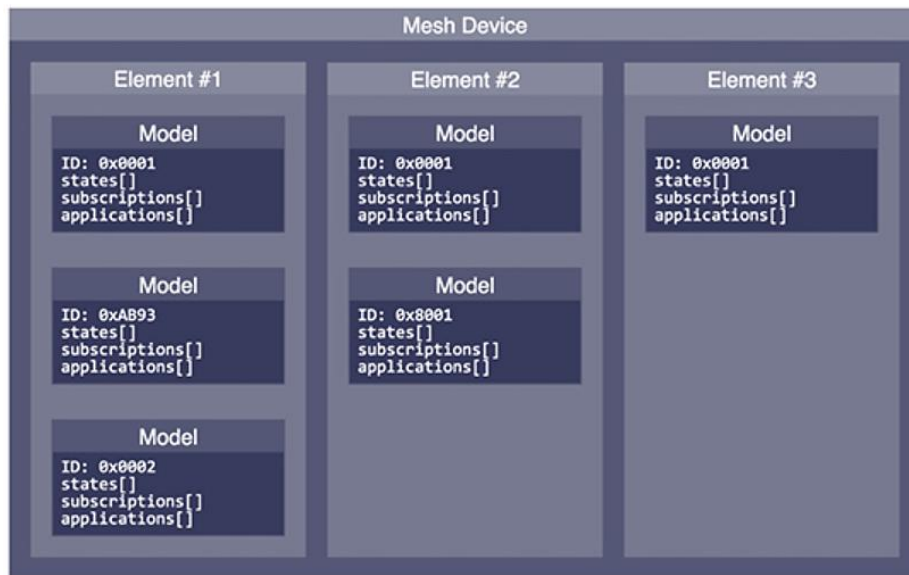 Mesh Device
Element #1
Model
ID: 0x0001
states[]
subscriptions[]
applications[]
Model
ID: 0xAB93
states[]
subscriptions[]
applications[]
Model
ID: 0x0002
states[]
subscriptions[]
applications[]
Element #2
Model
ID: 0x0001
states[]
subscriptions[]
applications[]
Model
ID: 0x8001
states[]
subscriptions[]
applications[]
Element #3
Model
ID: 0x0001
states[]
subscriptions[]
applications[]